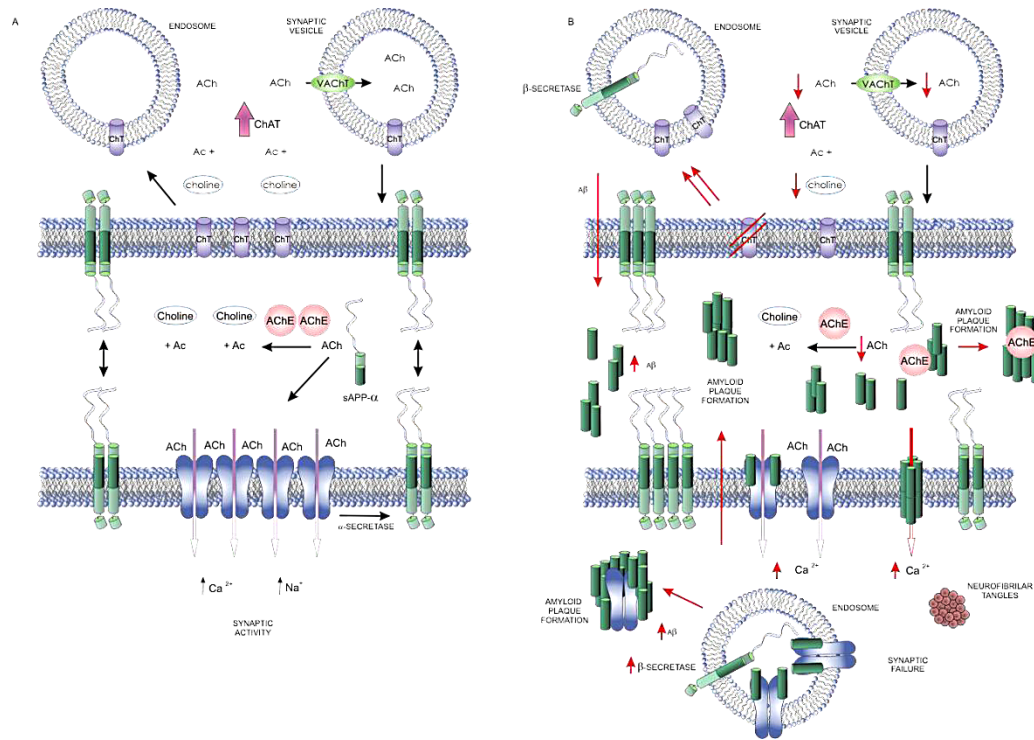 A
ENDOSOME
SYNAPTIC
VESICLE
ACh
ACh
ACh
VAChT
ACh
ChAT
ChT
ChT
Ac +
Ac +
choline
choline
ChT
ChT
ChT
Choline
Choline
AChE
AChE
+ Ac
+ Ac
ACh
sAPP-α
ACh
ACh
ACh
ACh
α-SECRETASE
Ca 2+
Na+
SYNAPTIC
ACTIVITY
B
ENDOSOME
SYNAPTIC
VESICLE
β-SECRETASE
ACh
VAChT
ACh
ChAT
ChT
ChT
ChT
Ac +
choline
Aβ
ChT
ChT
Choline
AChE
+ Ac
ACh
AChE
AMYLOID
PLAQUE
FORMATION
AChE
Aβ
AMYLOID
PLAQUE
FORMATION
ACh
ACh
Ca 2+
Ca 2+
NEUROFIBRILAR
TANGLES
AMYLOID
PLAQUE
FORMATION
ENDOSOME
Aβ
β-SECRETASE
SYNAPTIC
FAILURE